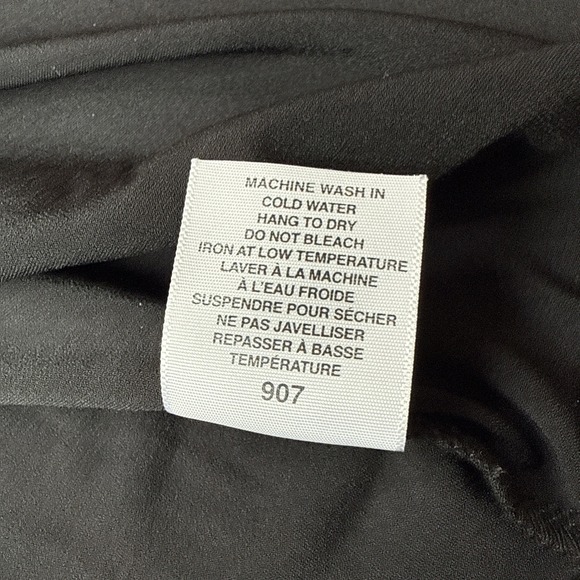 MACHINE WASH IN
COLD WATER
HANG TO DRY
DO NOT BLEACH
IRON AT LOW TEMPERATURE
LAVER À LA MACHINE
À L'EAU FROIDE
SUSPENDRE POUR SÉCHER
NE PAS JAVELLISER
REPASSER À BASSE
TEMPÉRATURE
907